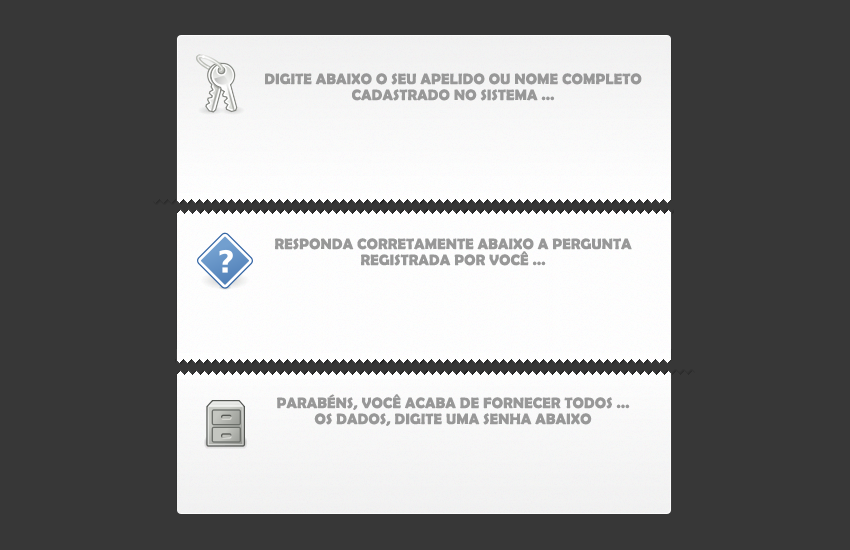 DIGITE ABAIXO O SEU APELIDO OU NOME COMPLETO
CADASTRADO NO SISTEMA ...
?
RESPONDA CORRETAMENTE ABAIXO A PERGUNTA
REGISTRADA POR VOCÊ ...
PARABÉNS, VOCÊ ACABA DE FORNECER TODOS ...
OS DADOS, DIGITE UMA SENHA ABAIXO